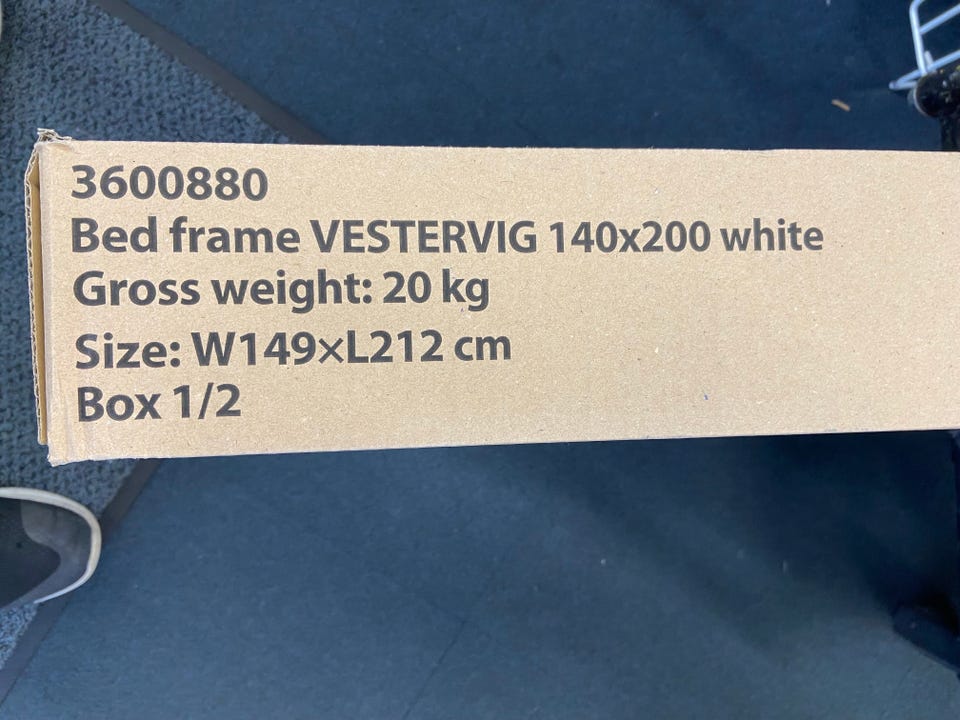 3600880
Bed frame VESTERVIG 140x200 white
Gross weight: 20 kg
Size: W149×L212 cm
Box 1/2